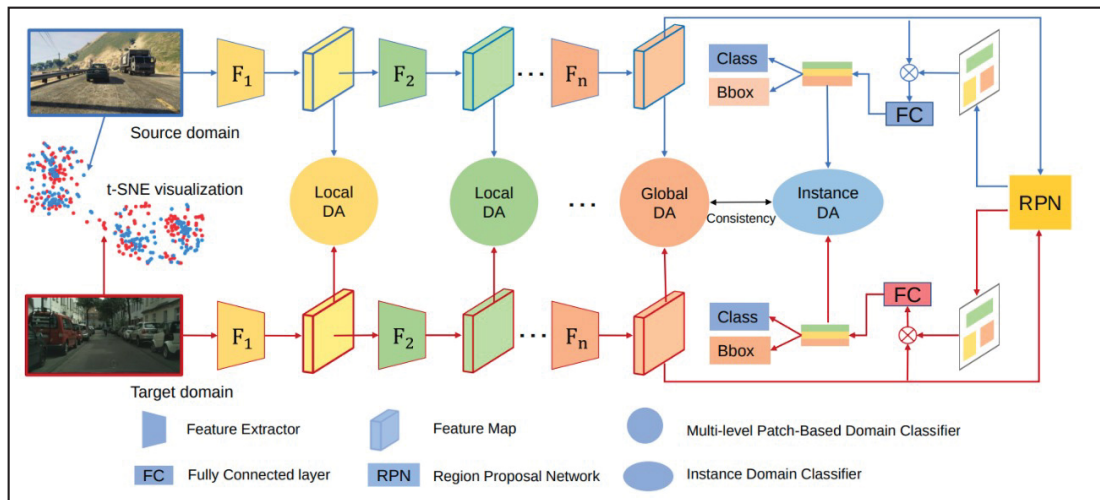 F1
F2
Fn
Class
Bbox
FC
Source domain
t-SNE visualization
Local
DA
Local
DA
Global
DA
Consistency
Instance
DA
RPN
F1
F2
Fn
Class
Bbox
FC
Target domain
Feature Extractor
Feature Map
Multi-level Patch-Based Domain Classifier
FC
Fully Connected layer
RPN
Region Proposal Network
Instance Domain Classifier